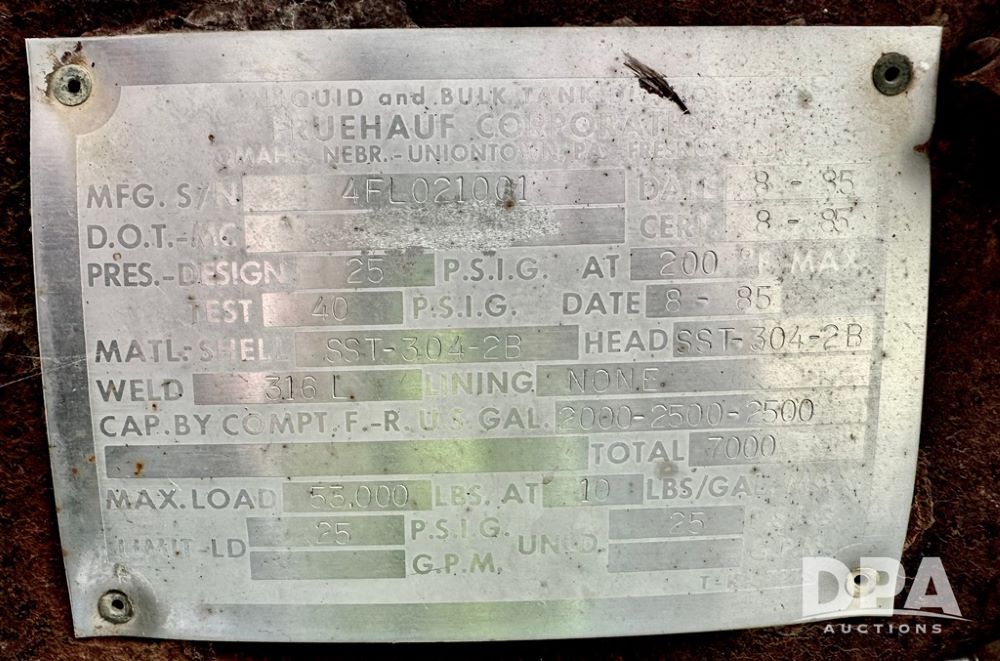 LIQUID and BULK TANK
FRUEHAUF CORPORATION
OMAHA, NEBR.-UNIONTOWN, PA.
MFG. S/N 4FL021001 DATE 8 - 85
D.O.T.-MC CERT. 8 - 85
PRES.-DESIGN 25 P.S.I.G. AT 200 °F. MAX.
TEST 40 P.S.I.G. DATE 8 - 85
MATL.-SHELL SST-304-2B HEAD SST-304-2B
WELD 316 L LINING NONE
CAP. BY COMPT. F.-R. U.S. GAL. 2000-2500-2500
TOTAL 7000
MAX. LOAD 53,000 LBS. AT 10 LBS/GAL
LIMIT-LD 25 P.S.I.G. UNLD. 25
G.P.M.
DPA
AUCTIONS